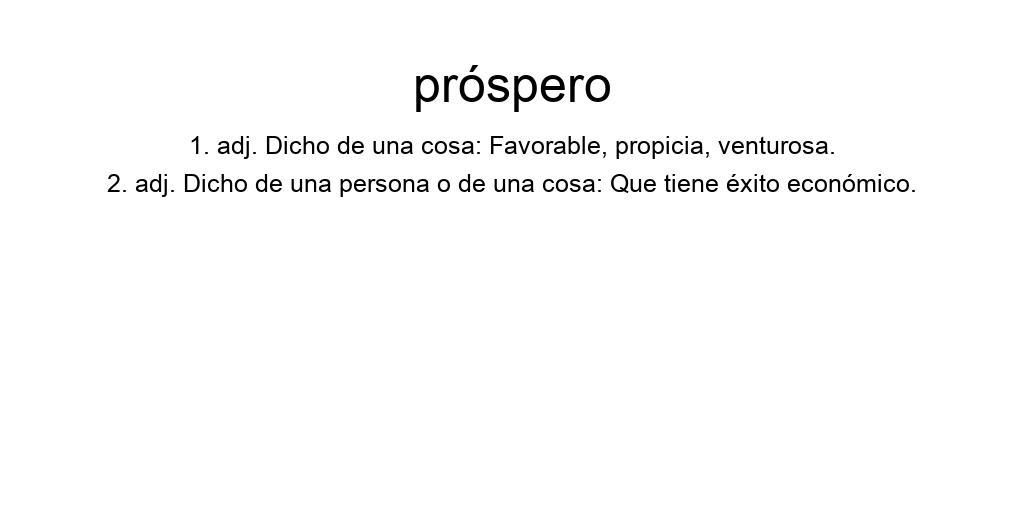 próspero
1. adj. Dicho de una cosa: Favorable, propicia, venturosa.
2. adj. Dicho de una persona o de una cosa: Que tiene éxito económico.